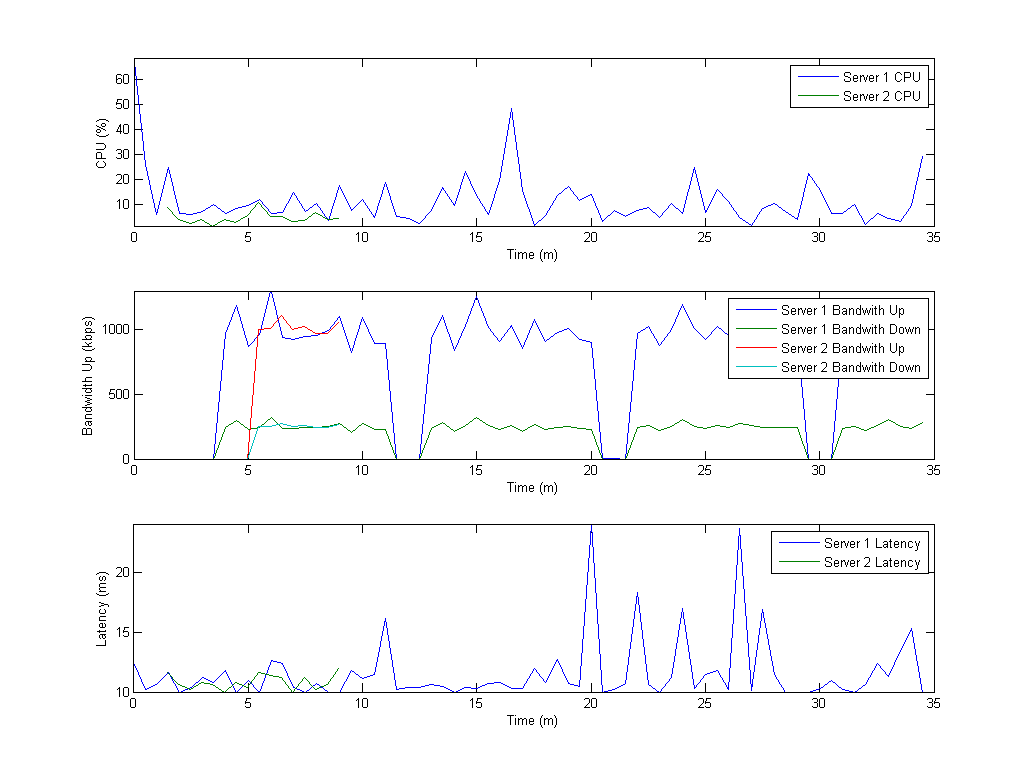 60
50
40
30
20
10
CPU (%)
Server 1 CPU
Server 2 CPU
0 5 10 15 20 25 30 35
Time (m)
1000
500
0
Bandwidth Up (kbps)
Server 1 Bandwith Up
Server 1 Bandwith Down
Server 2 Bandwith Up
Server 2 Bandwith Down
0 5 10 15 20 25 30 35
Time (m)
20
15
10
Latency (ms)
Server 1 Latency
Server 2 Latency
0 5 10 15 20 25 30 35
Time (m)